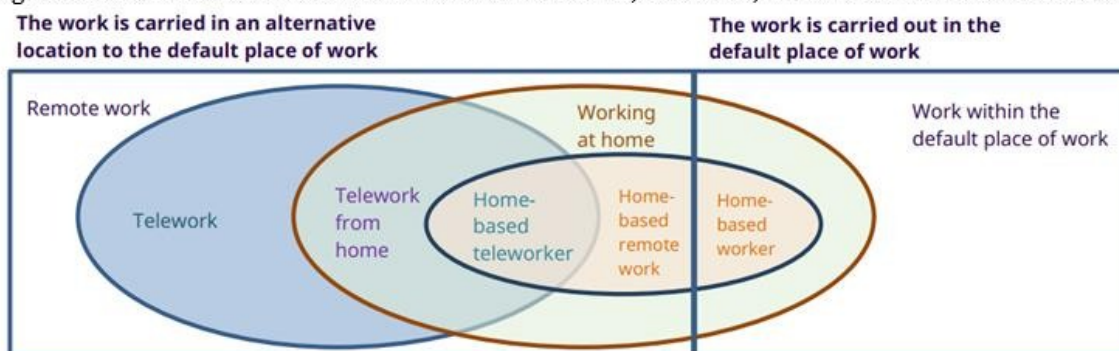 The work is carried in an alternative
location to the default place of work
The work is carried out in the
default place of work
Remote work
Working
at home
Work within the
default place of work
Telework
Telework
from
home
Home-
based
teleworker
Home-
based
remote
work
Home-
based
worker